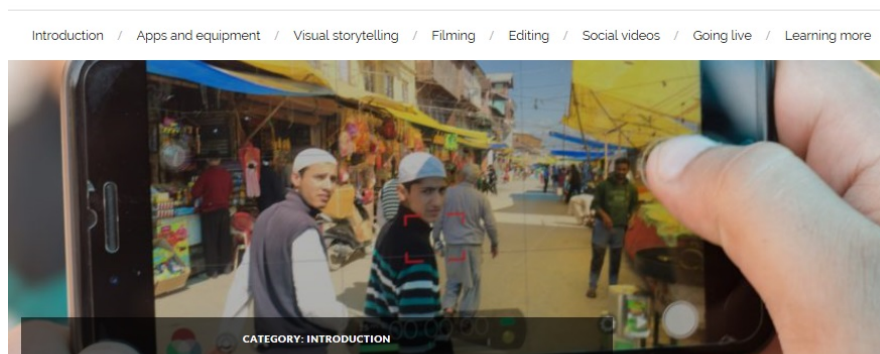 Introduction / Apps and equipment / Visual storytelling / Filming / Editing / Social videos / Going live / Learning more
CATEGORY: INTRODUCTION